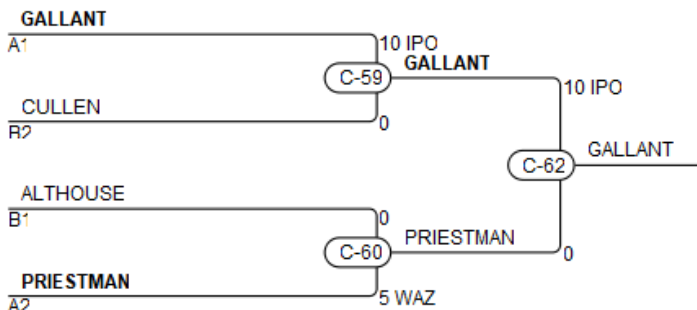 GALLANT
A1
10 IPO
C-59
GALLANT
CULLEN
B2
0
10 IPO
C-62
GALLANT
ALTHOUSE
B1
0
C-60
PRIESTMAN
0
PRIESTMAN
A2
5 WAZ